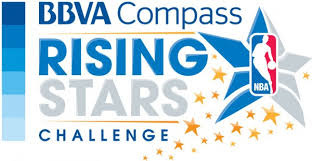 BBVA Compass
RISING
STARS
CHALLENGE
NBA